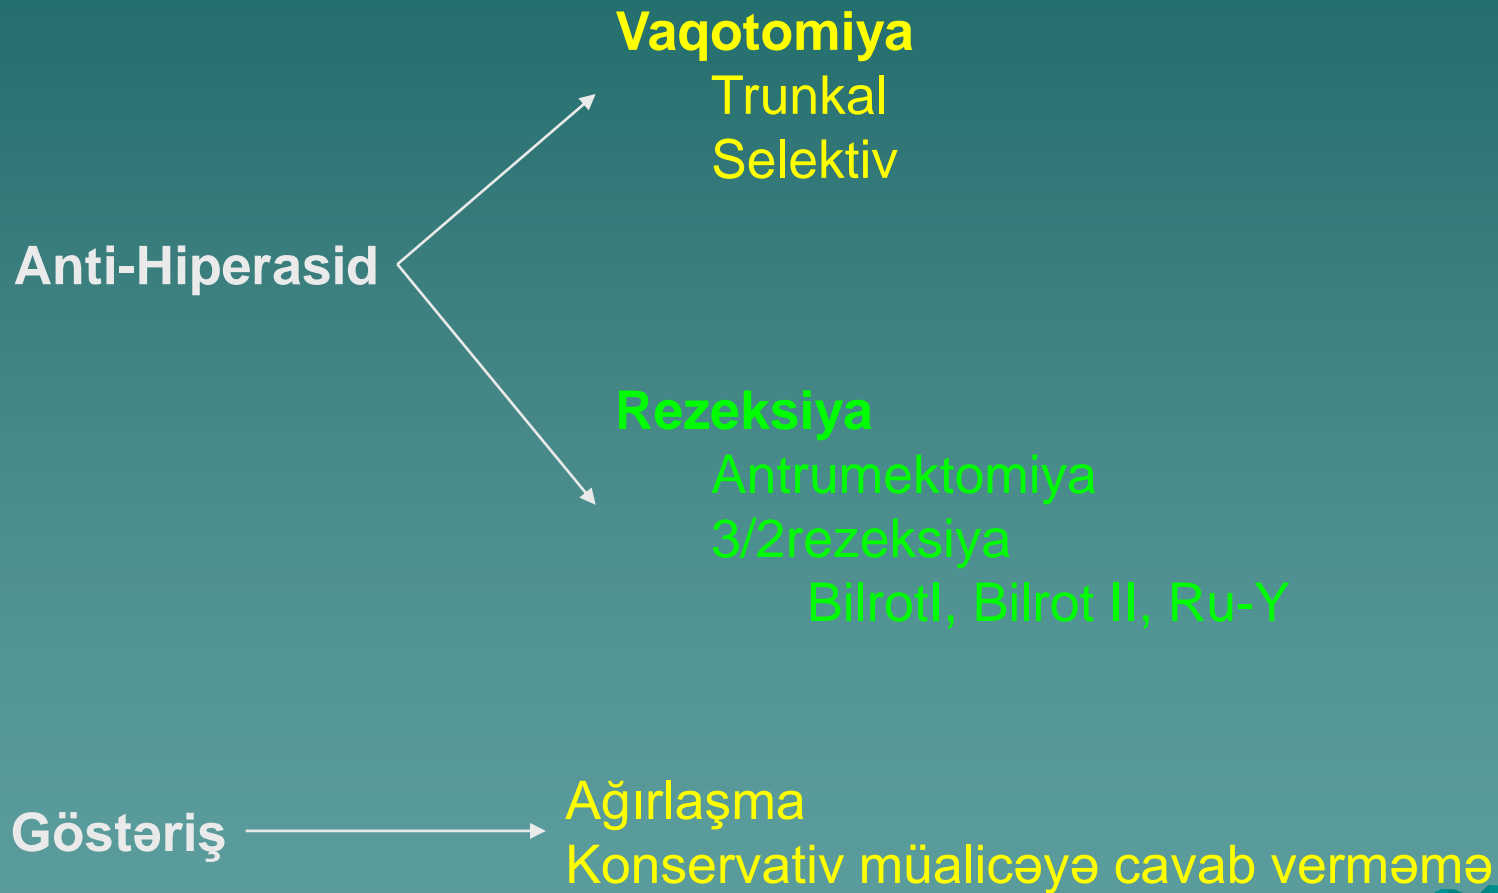 Vaqotomiya
Trunkal
Selektiv
Anti-Hiperasid
Rezeksiya
Antrumektomiya
3/2rezeksiya
BilrotI, Bilrot II, Ru-Y
Göstəriş
Ağırlaşma
Konservativ müalicəyə cavab verməmə